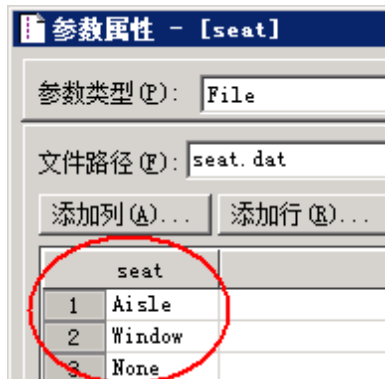 参数属性 - [seat]
参数类型(P): File
文件路径(F): seat.dat
添加列(A)... 添加行(R)...
seat
1 Aisle
2 Window
3 None